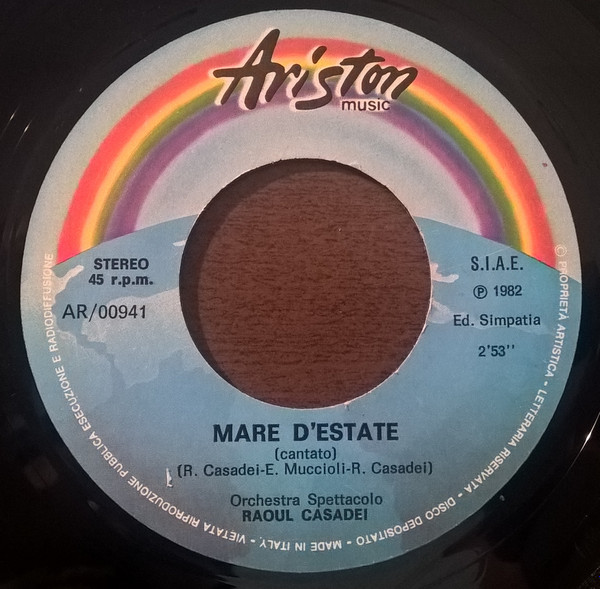 Ariston
music
STEREO
45 r.p.m.
AR/00941
S.I.A.E.
Ⓟ 1982
Ed. Simpatia
2'53''
MARE D'ESTATE
(cantato)
(R. Casadei-E. Muccioli-R. Casadei)
Orchestra Spettacolo
RAOUL CASADEI
© PROPRIETÀ ARTISTICA - LETTERARIA RISERVATA - DISCO DEPOSITATO - MADE IN ITALY - VIETATA RIPRODUZIONE PUBBLICA ESECUZIONE E RADIODIFFUSIONE